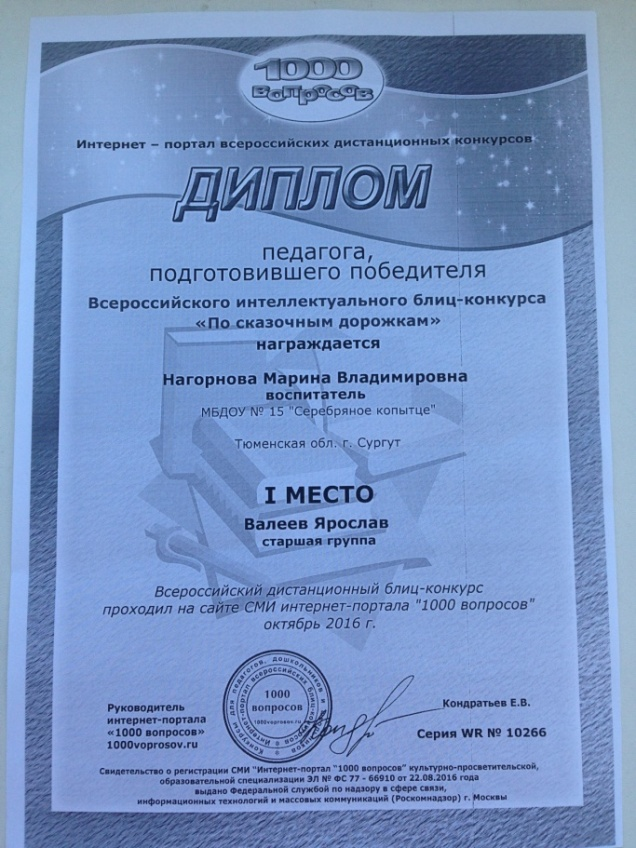 1000
вопросов
Интернет – портал всероссийских дистанционных конкурсов
ДИПЛОМ
педагога,
подготовившего победителя
Всероссийского интеллектуального блиц-конкурса
«По сказочным дорожкам»
награждается
Нагорнова Марина Владимировна
воспитатель
МБДОУ № 15 "Серебряное копытце"
Тюменская обл. г. Сургут
I МЕСТО
Валеев Ярослав
старшая группа
Всероссийский дистанционный блиц-конкурс
проходил на сайте СМИ интернет-портала "1000 вопросов"
октябрь 2016 г.
Руководитель
интернет-портала
«1000 вопросов»
1000voprosov.ru
1000
вопросов
1000voprosov.ru
Кондратьев Е.В.
Серия WR № 10266
Свидетельство о регистрации СМИ "Интернет-портал "1000 вопросов" культурно-просветительской,
образовательной специализации ЭЛ № ФС 77 - 66910 от 22.08.2016 года
выдано Федеральной службой по надзору в сфере связи,
информационных технологий и массовых коммуникаций (Роскомнадзор) г. Москвы